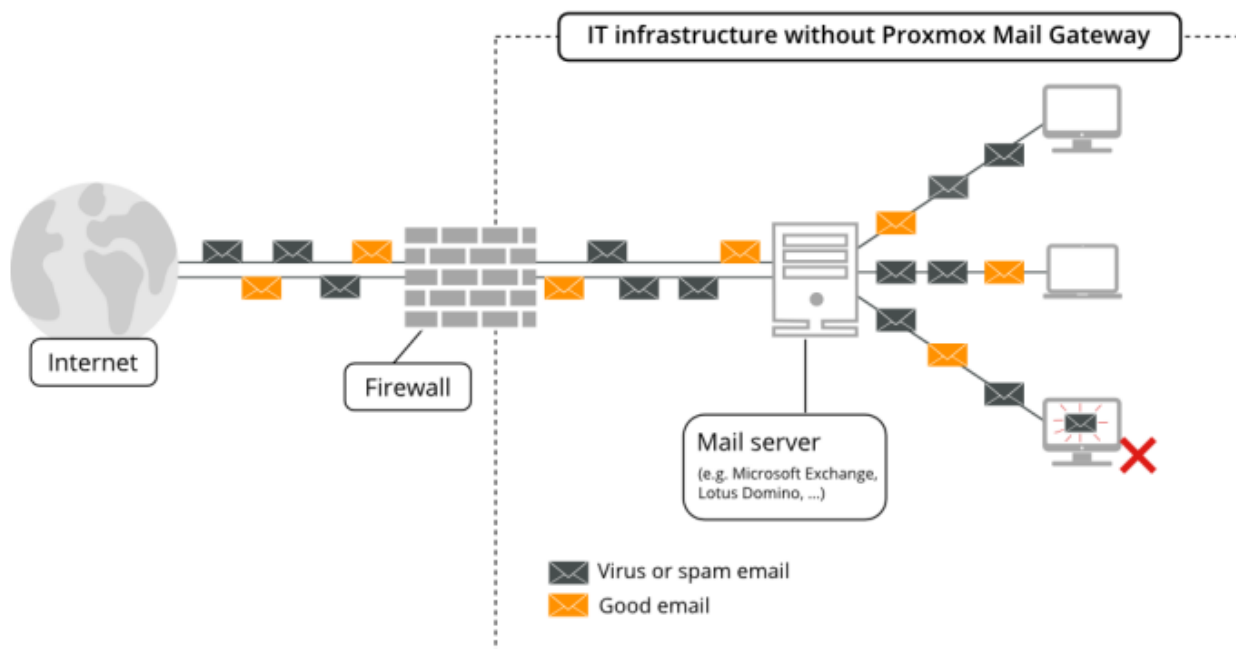 IT infrastructure without Proxmox Mail Gateway
Internet
Firewall
Mail server
(e.g. Microsoft Exchange,
Lotus Domino, ...)
Virus or spam email
Good email